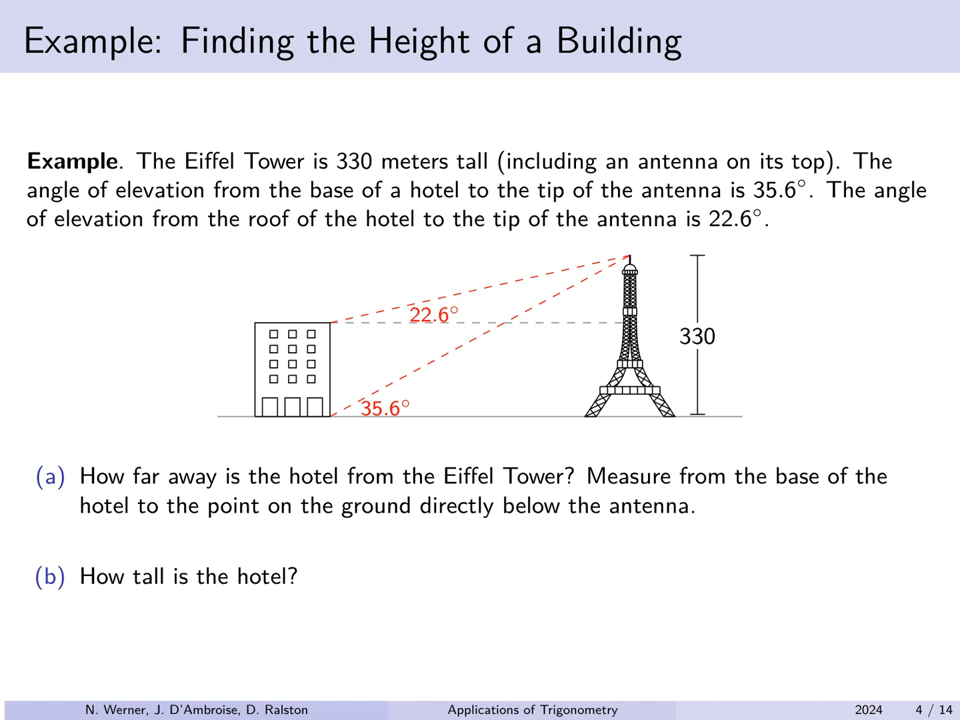 Example: Finding the Height of a Building
Example. The Eiffel Tower is 330 meters tall (including an antenna on its top). The
angle of elevation from the base of a hotel to the tip of the antenna is 35.6°. The angle
of elevation from the roof of the hotel to the tip of the antenna is 22.6°.
22.6°
330
35.6°
(a) How far away is the hotel from the Eiffel Tower? Measure from the base of the
hotel to the point on the ground directly below the antenna.
(b) How tall is the hotel?
N. Werner, J. D'Ambroise, D. Ralston
Applications of Trigonometry
2024
4 / 14